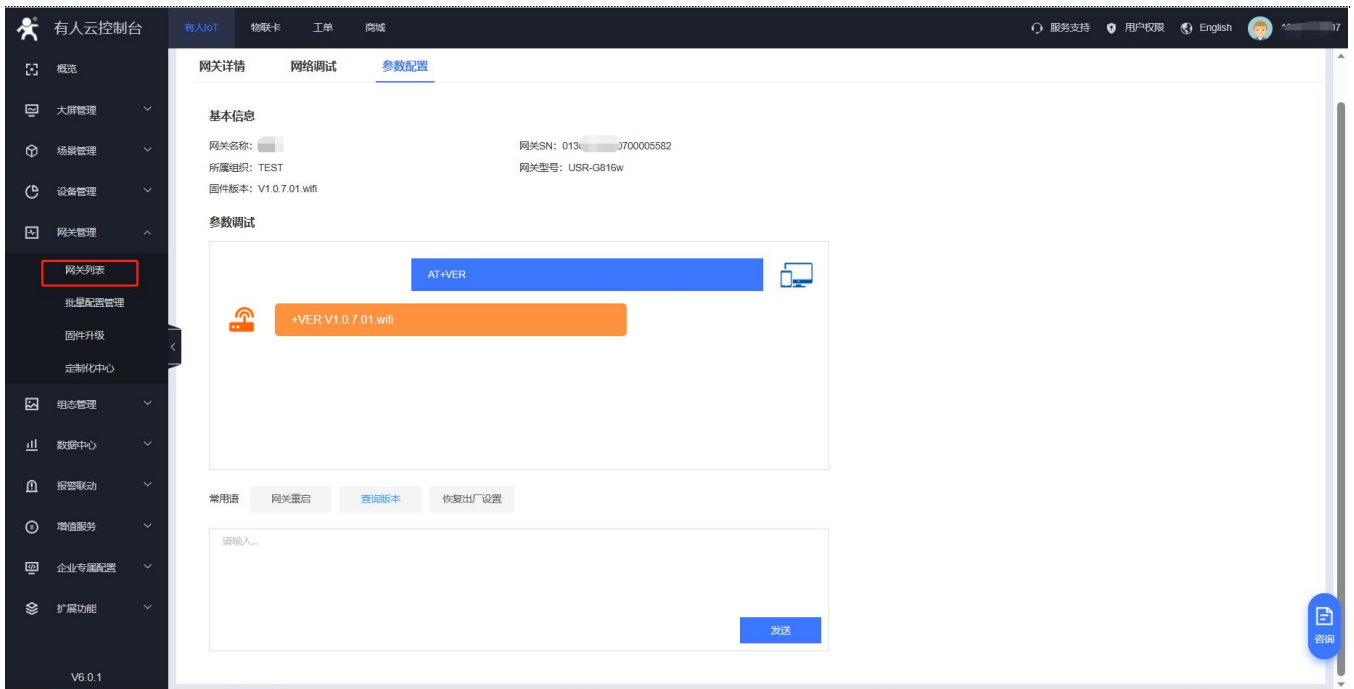 有人云控制台
有人IoT 物联卡 工单 商城
服务支持 用户权限 English
概览
大屏管理
场景管理
设备管理
网关管理
网关列表
批量配置管理
固件升级
定制化中心
组态管理
数据中心
报警联动
增值服务
企业专属配置
扩展功能
V6.0.1
网关详情 网络调试 参数配置
基本信息
网关名称: 网关SN: 013 0700005582
所属组织: TEST 网关型号: USR-G816w
固件版本: V1.0.7.01.wifi
参数调试
AT+VER
+VER:V1.0.7.01.wifi
常用语 网关重启 查询版本 恢复出厂设置
请输入...
发送
咨询